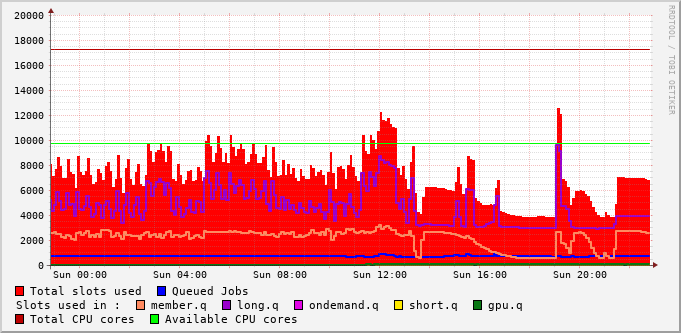 20000
18000
16000
14000
12000
10000
8000
6000
4000
2000
0
Sun 00:00 Sun 04:00 Sun 08:00 Sun 12:00 Sun 16:00 Sun 20:00
Total slots used Queued Jobs
Slots used in : member.q long.q ondemand.q short.q gpu.q
Total CPU cores Available CPU cores
RRDTOOL / TOBI OETIKER